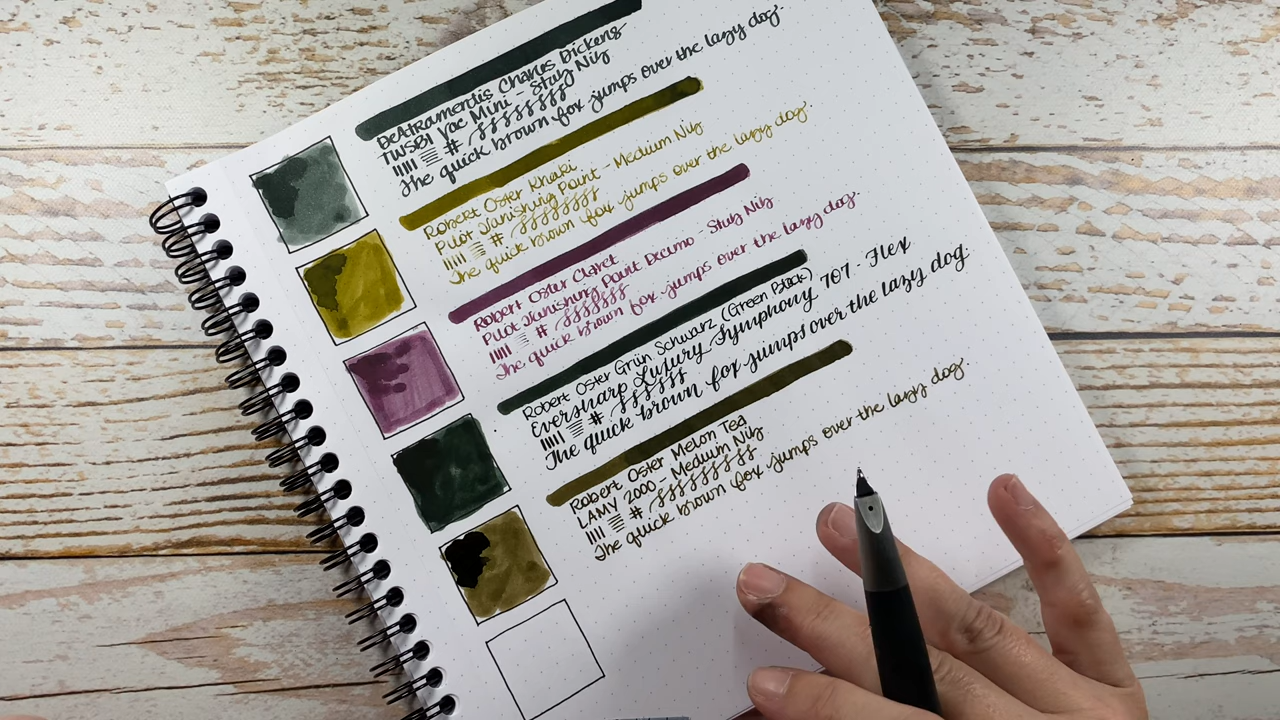 DeAtramentis Charles Dickens
TWSBI Vac Mini - Stub Nib
The quick brown fox jumps over the lazy dog.
Robert Oster Khaki
Pilot Vanishing Point - Medium Nib
The quick brown fox jumps over the lazy dog.
Robert Oster Claret
Pilot Vanishing Point Decimo - Stub Nib
#
The quick brown fox jumps over the lazy dog.
Robert Oster Grün Schwarz (Green Black)
Eversharp Luxury Symphony 707 - Flex
#
The quick brown fox jumps over the lazy dog.
Robert Oster Melon Tea
LAMY 2000 - Medium Nib
#
The quick brown fox jumps over the lazy dog.